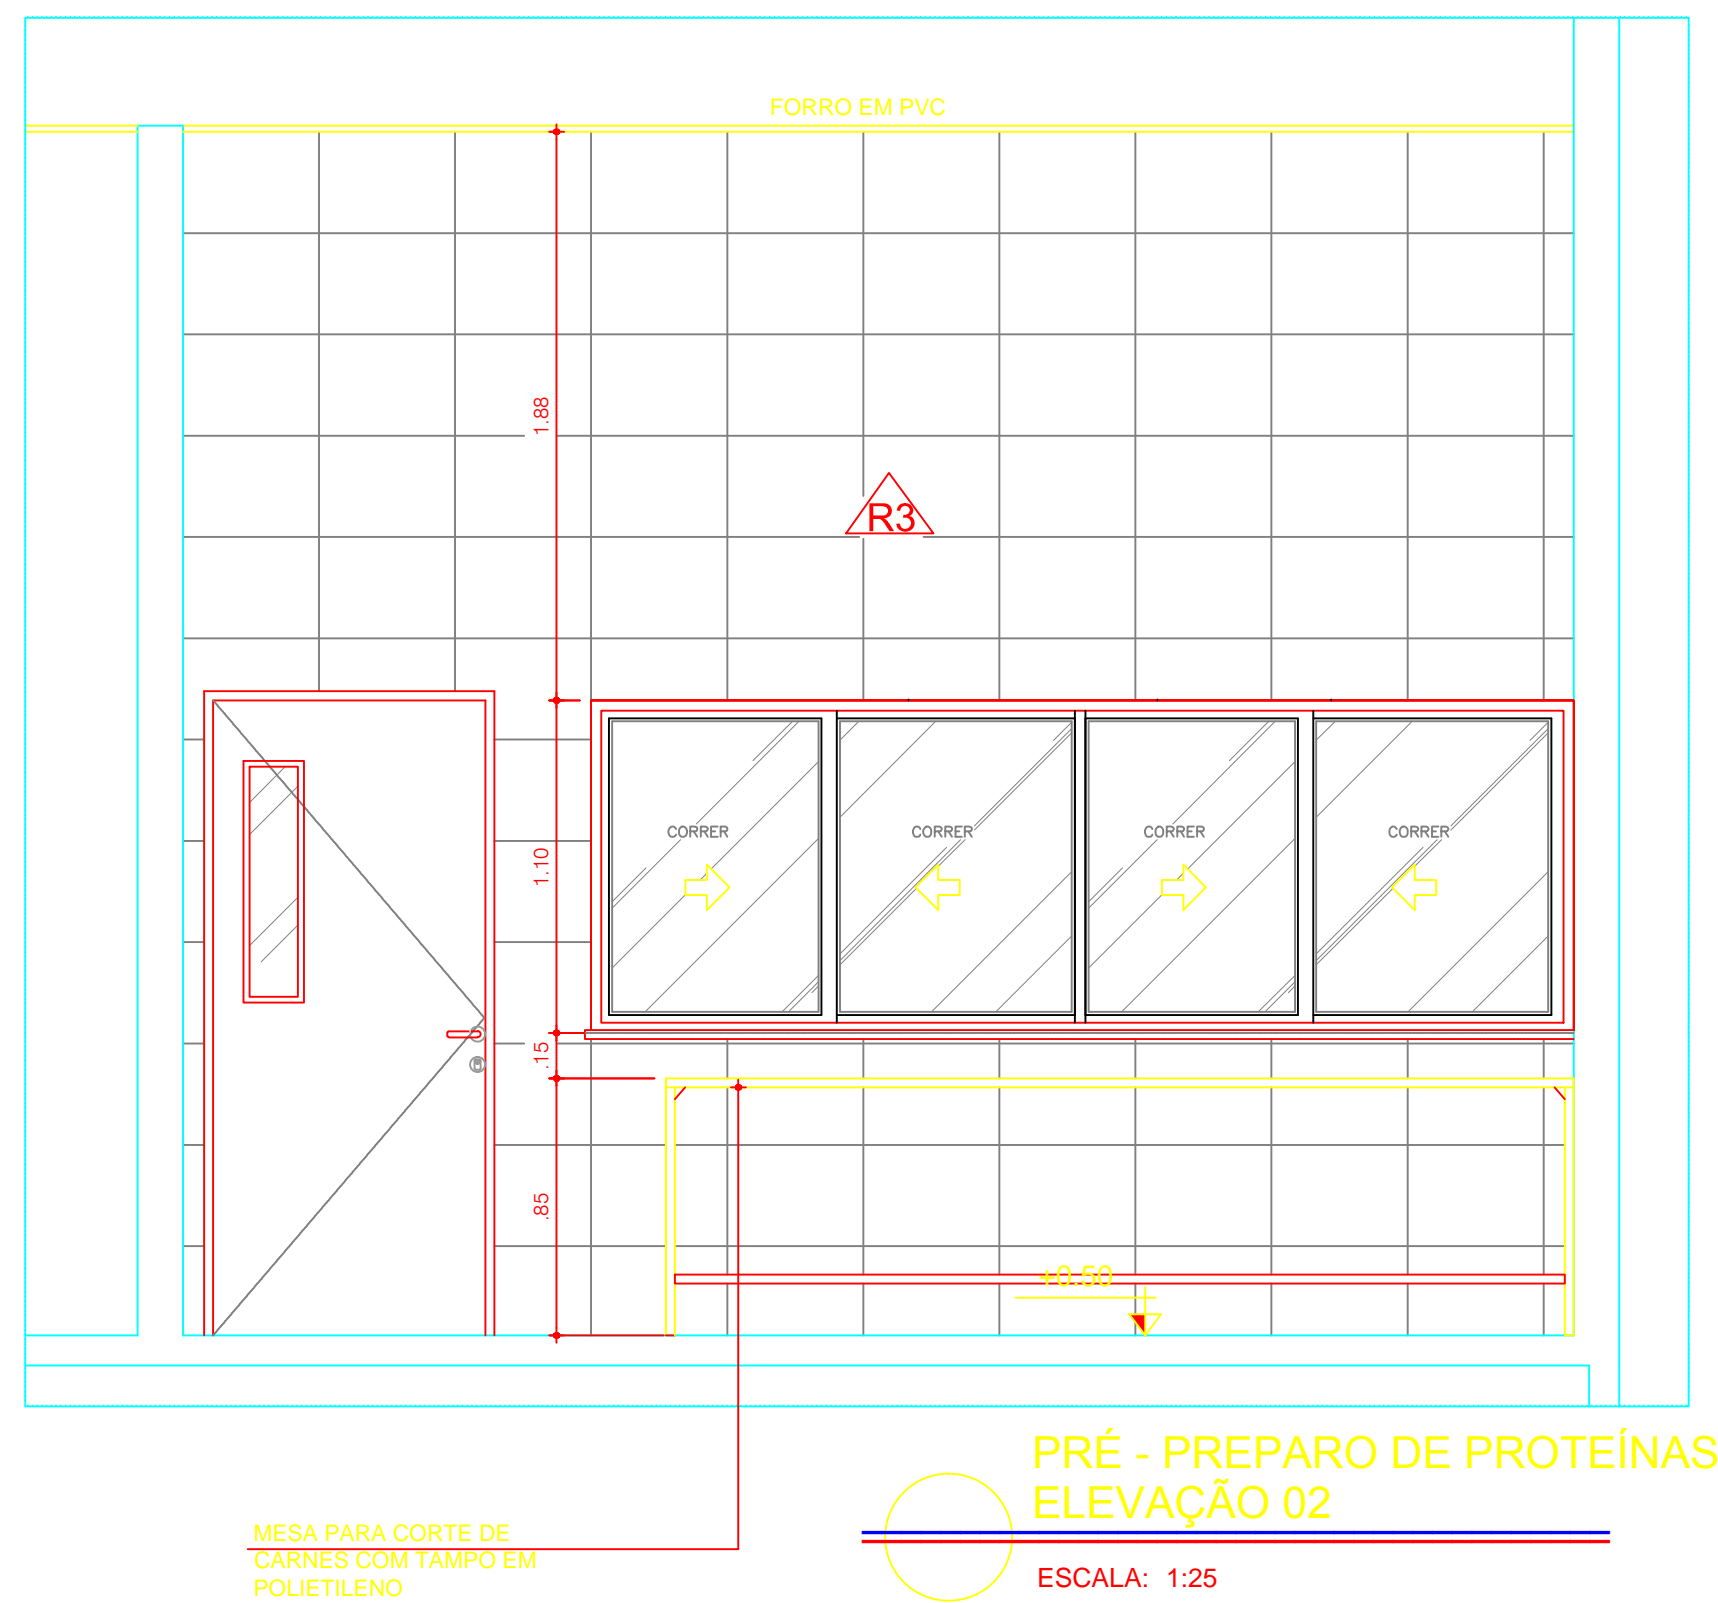 FORRO EM PVC
1.88
R3
CORRER
CORRER
CORRER
CORRER
1.10
.15
.85
+0.50
PRÉ - PREPARO DE PROTEÍNAS
ELEVAÇÃO 02
ESCALA: 1:25
MESA PARA CORTE DE
CARNES COM TAMPO EM
POLIETILENO